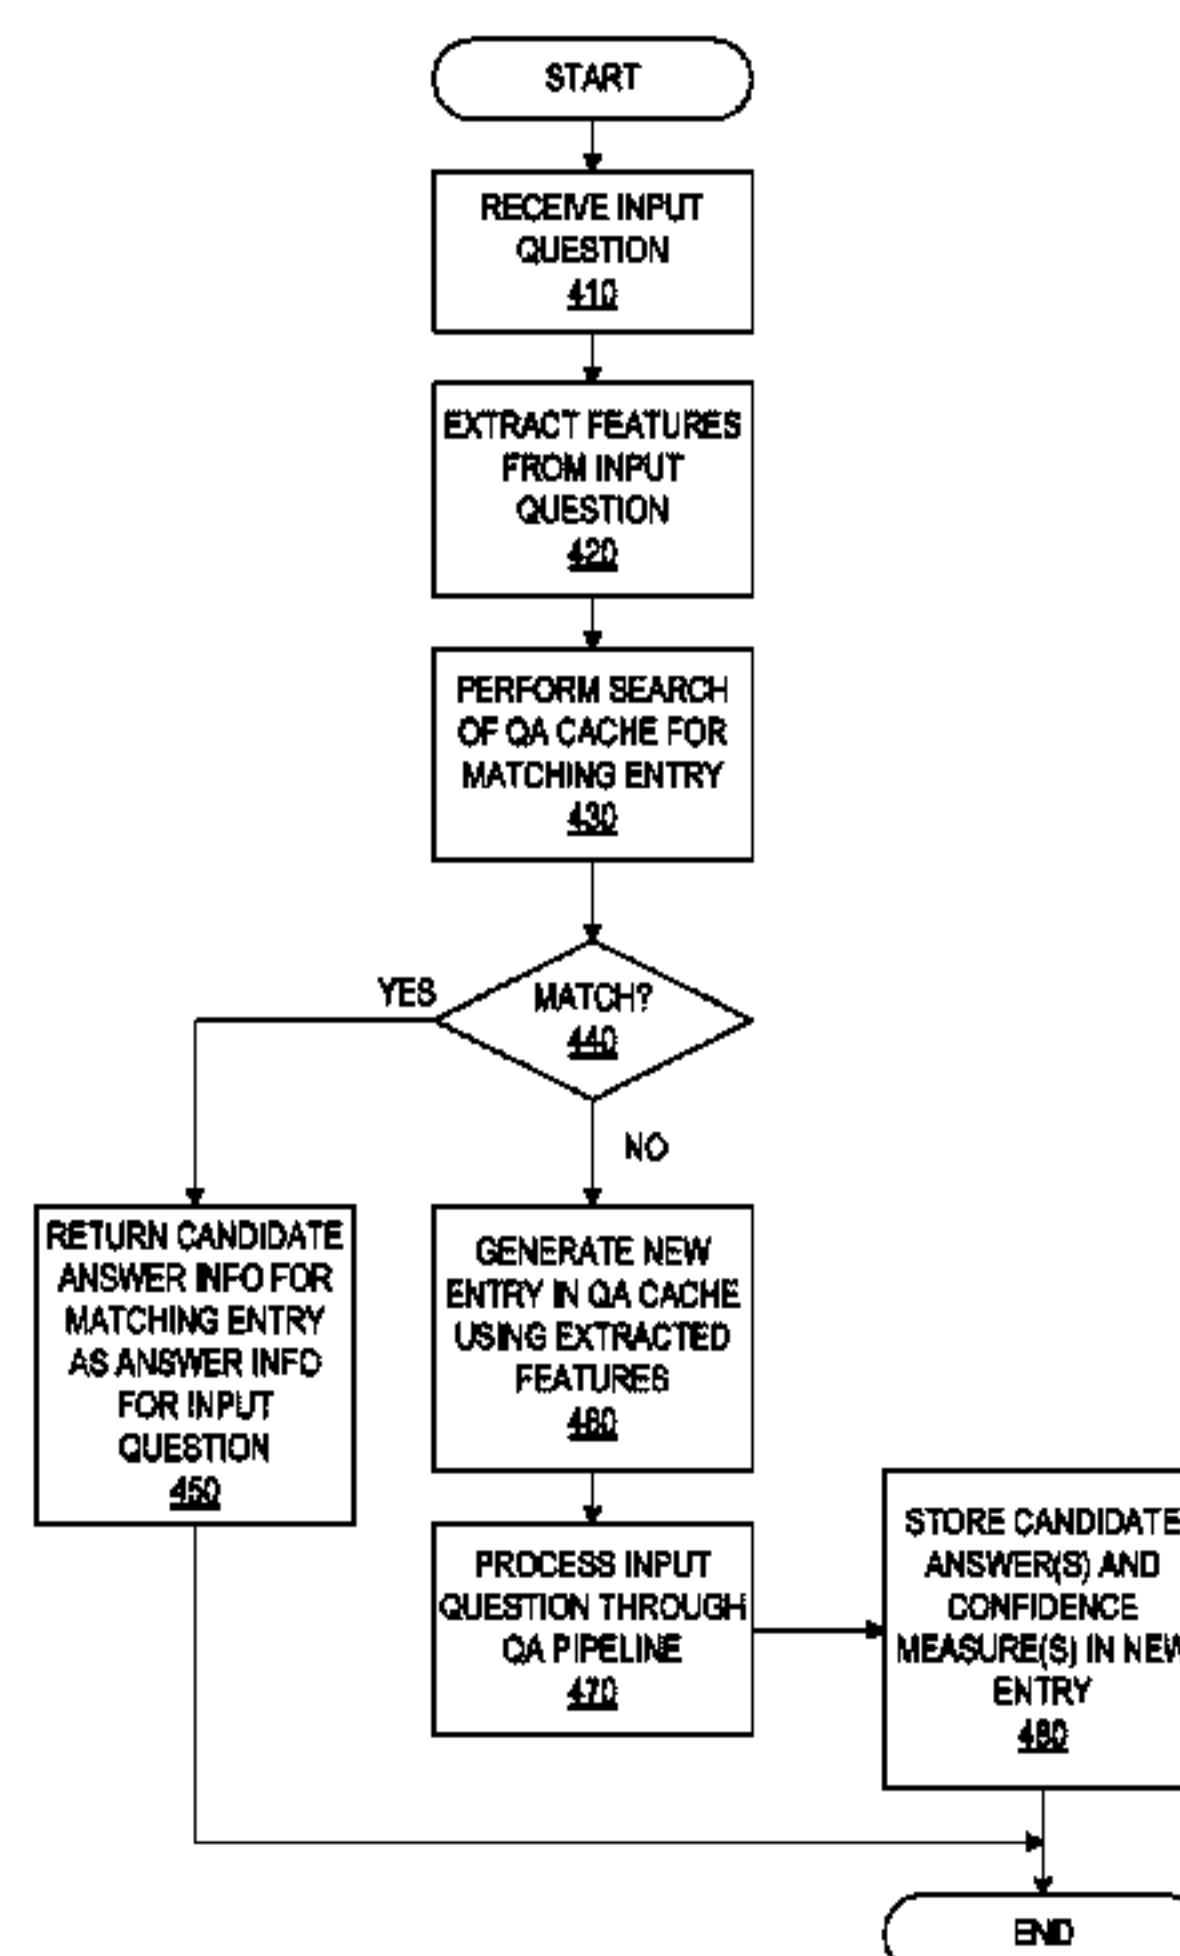 START
RECEIVE INPUT
QUESTION
410
EXTRACT FEATURES
FROM INPUT
QUESTION
420
PERFORM SEARCH
OF QA CACHE FOR
MATCHING ENTRY
430
MATCH?
440
YES
NO
RETURN CANDIDATE
ANSWER INFO FOR
MATCHING ENTRY
AS ANSWER INFO
FOR INPUT
QUESTION
450
GENERATE NEW
ENTRY IN QA CACHE
USING EXTRACTED
FEATURES
460
PROCESS INPUT
QUESTION THROUGH
QA PIPELINE
470
STORE CANDIDATE
ANSWER(S) AND
CONFIDENCE
MEASURE(S) IN NEW
ENTRY
480
END